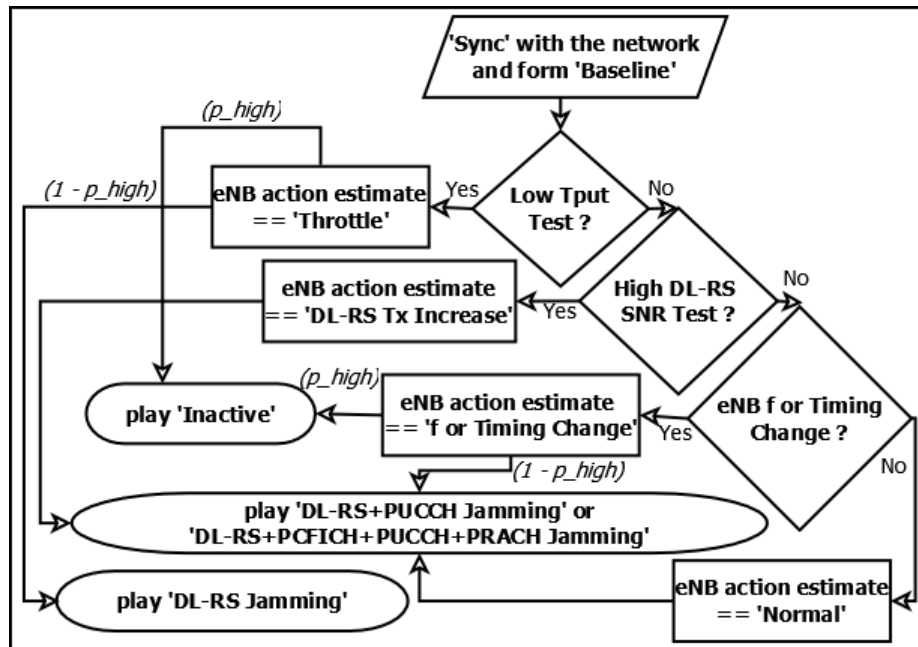 'Sync' with the network
and form 'Baseline'
(p_high)
(1 - p_high)
eNB action estimate
== 'Throttle'
Yes
Low Tput
Test ?
No
eNB action estimate
== 'DL-RS Tx Increase'
Yes
High DL-RS
SNR Test ?
No
(p_high)
play 'Inactive'
eNB action estimate
== 'f or Timing Change'
Yes
eNB f or Timing
Change ?
No
(1 - p_high)
play 'DL-RS+PUCCH Jamming' or
'DL-RS+PCFICH+PUCCH+PRACH Jamming'
play 'DL-RS Jamming'
eNB action estimate
== 'Normal'